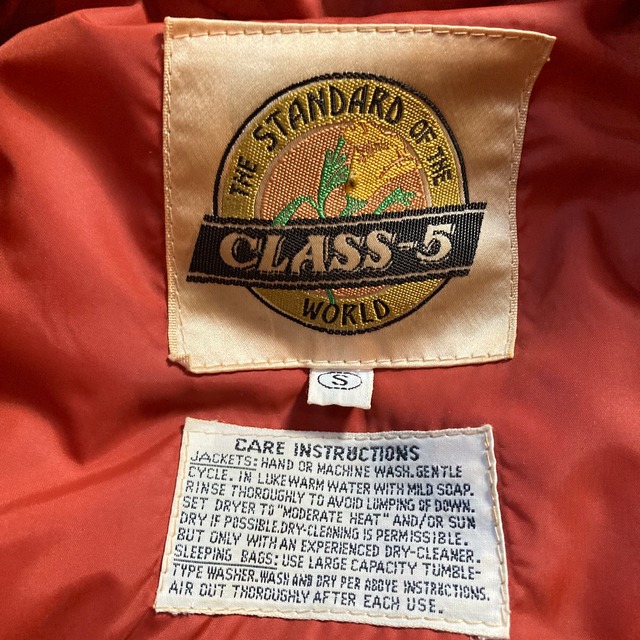 THE STANDARD OF THE
CLASS-5
WORLD
S
CARE INSTRUCTIONS
JACKETS: HAND OR MACHINE WASH. GENTLE
CYCLE. IN LUKEWARM WATER WITH MILD SOAP.
RINSE THOROUGHLY TO AVOID LUMPING OF DOWN.
SET DRYER TO "MODERATE HEAT" AND/OR SUN
DRY IF POSSIBLE. DRY-CLEANING IS PERMISSIBLE.
BUT ONLY WITH AN EXPERIENCED DRY-CLEANER.
SLEEPING BAGS: USE LARGE CAPACITY TUMBLE-
TYPE WASHER. WASH AND DRY PER ABOVE INSTRUCTIONS.
AIR OUT THOROUGHLY AFTER EACH USE.